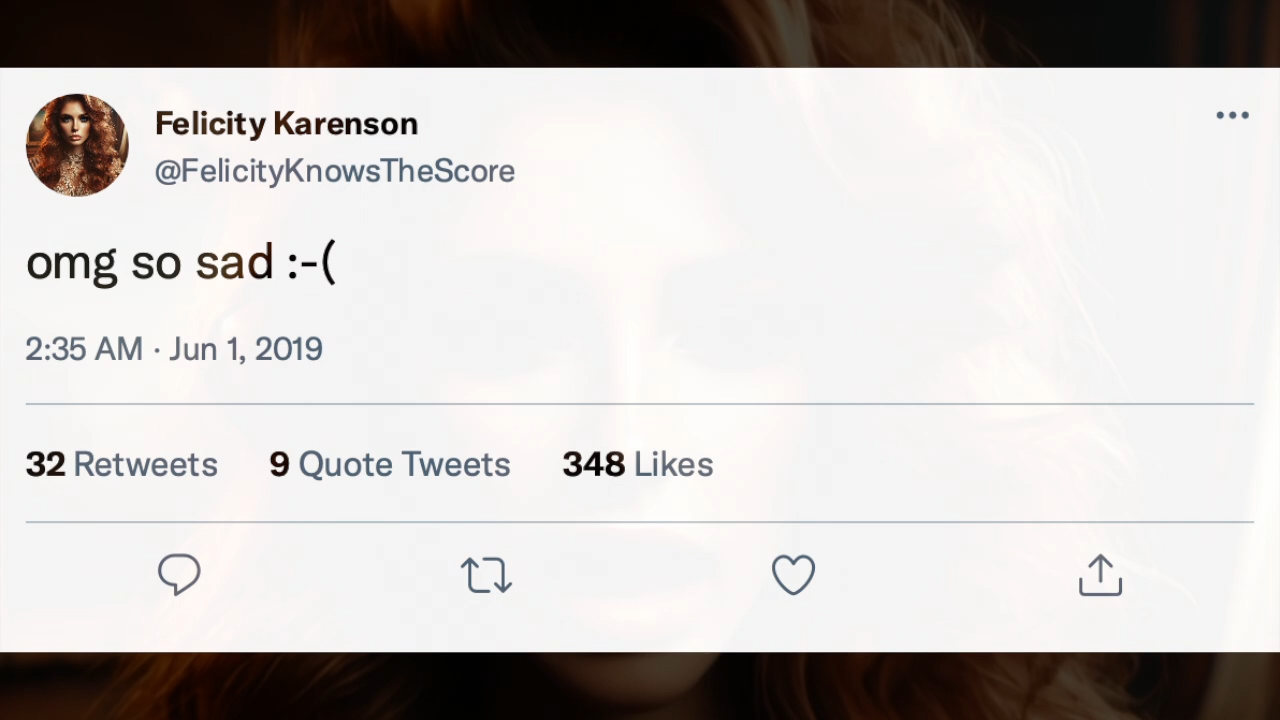 Felicity Karenson
@FelicityKnowsTheScore
omg so sad :-(
2:35 AM · Jun 1, 2019
32 Retweets 9 Quote Tweets 348 Likes